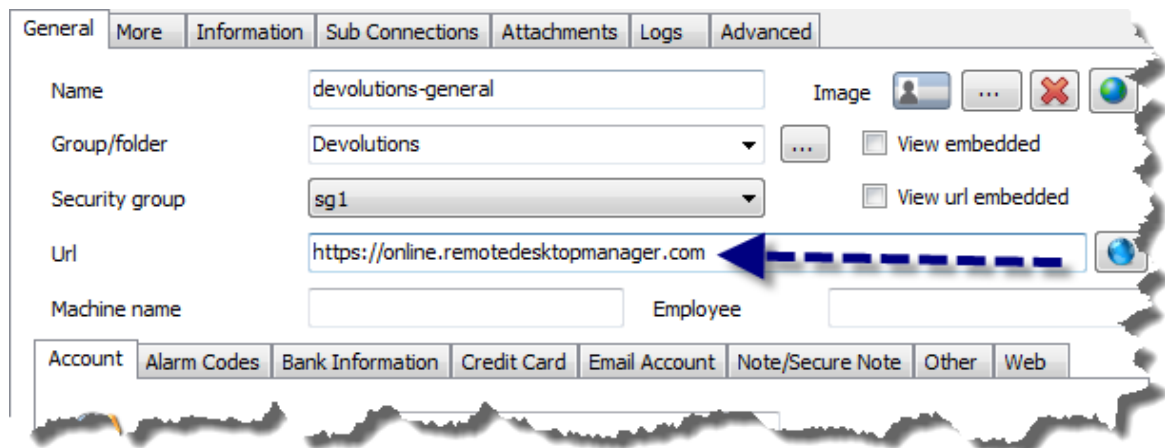 General More Information Sub Connections Attachments Logs Advanced
Name devolutions-general Image ...
Group/folder Devolutions ... View embedded
Security group sg1 View url embedded
Url https://online.remotedesktopmanager.com
Machine name Employee
Account Alarm Codes Bank Information Credit Card Email Account Note/Secure Note Other Web